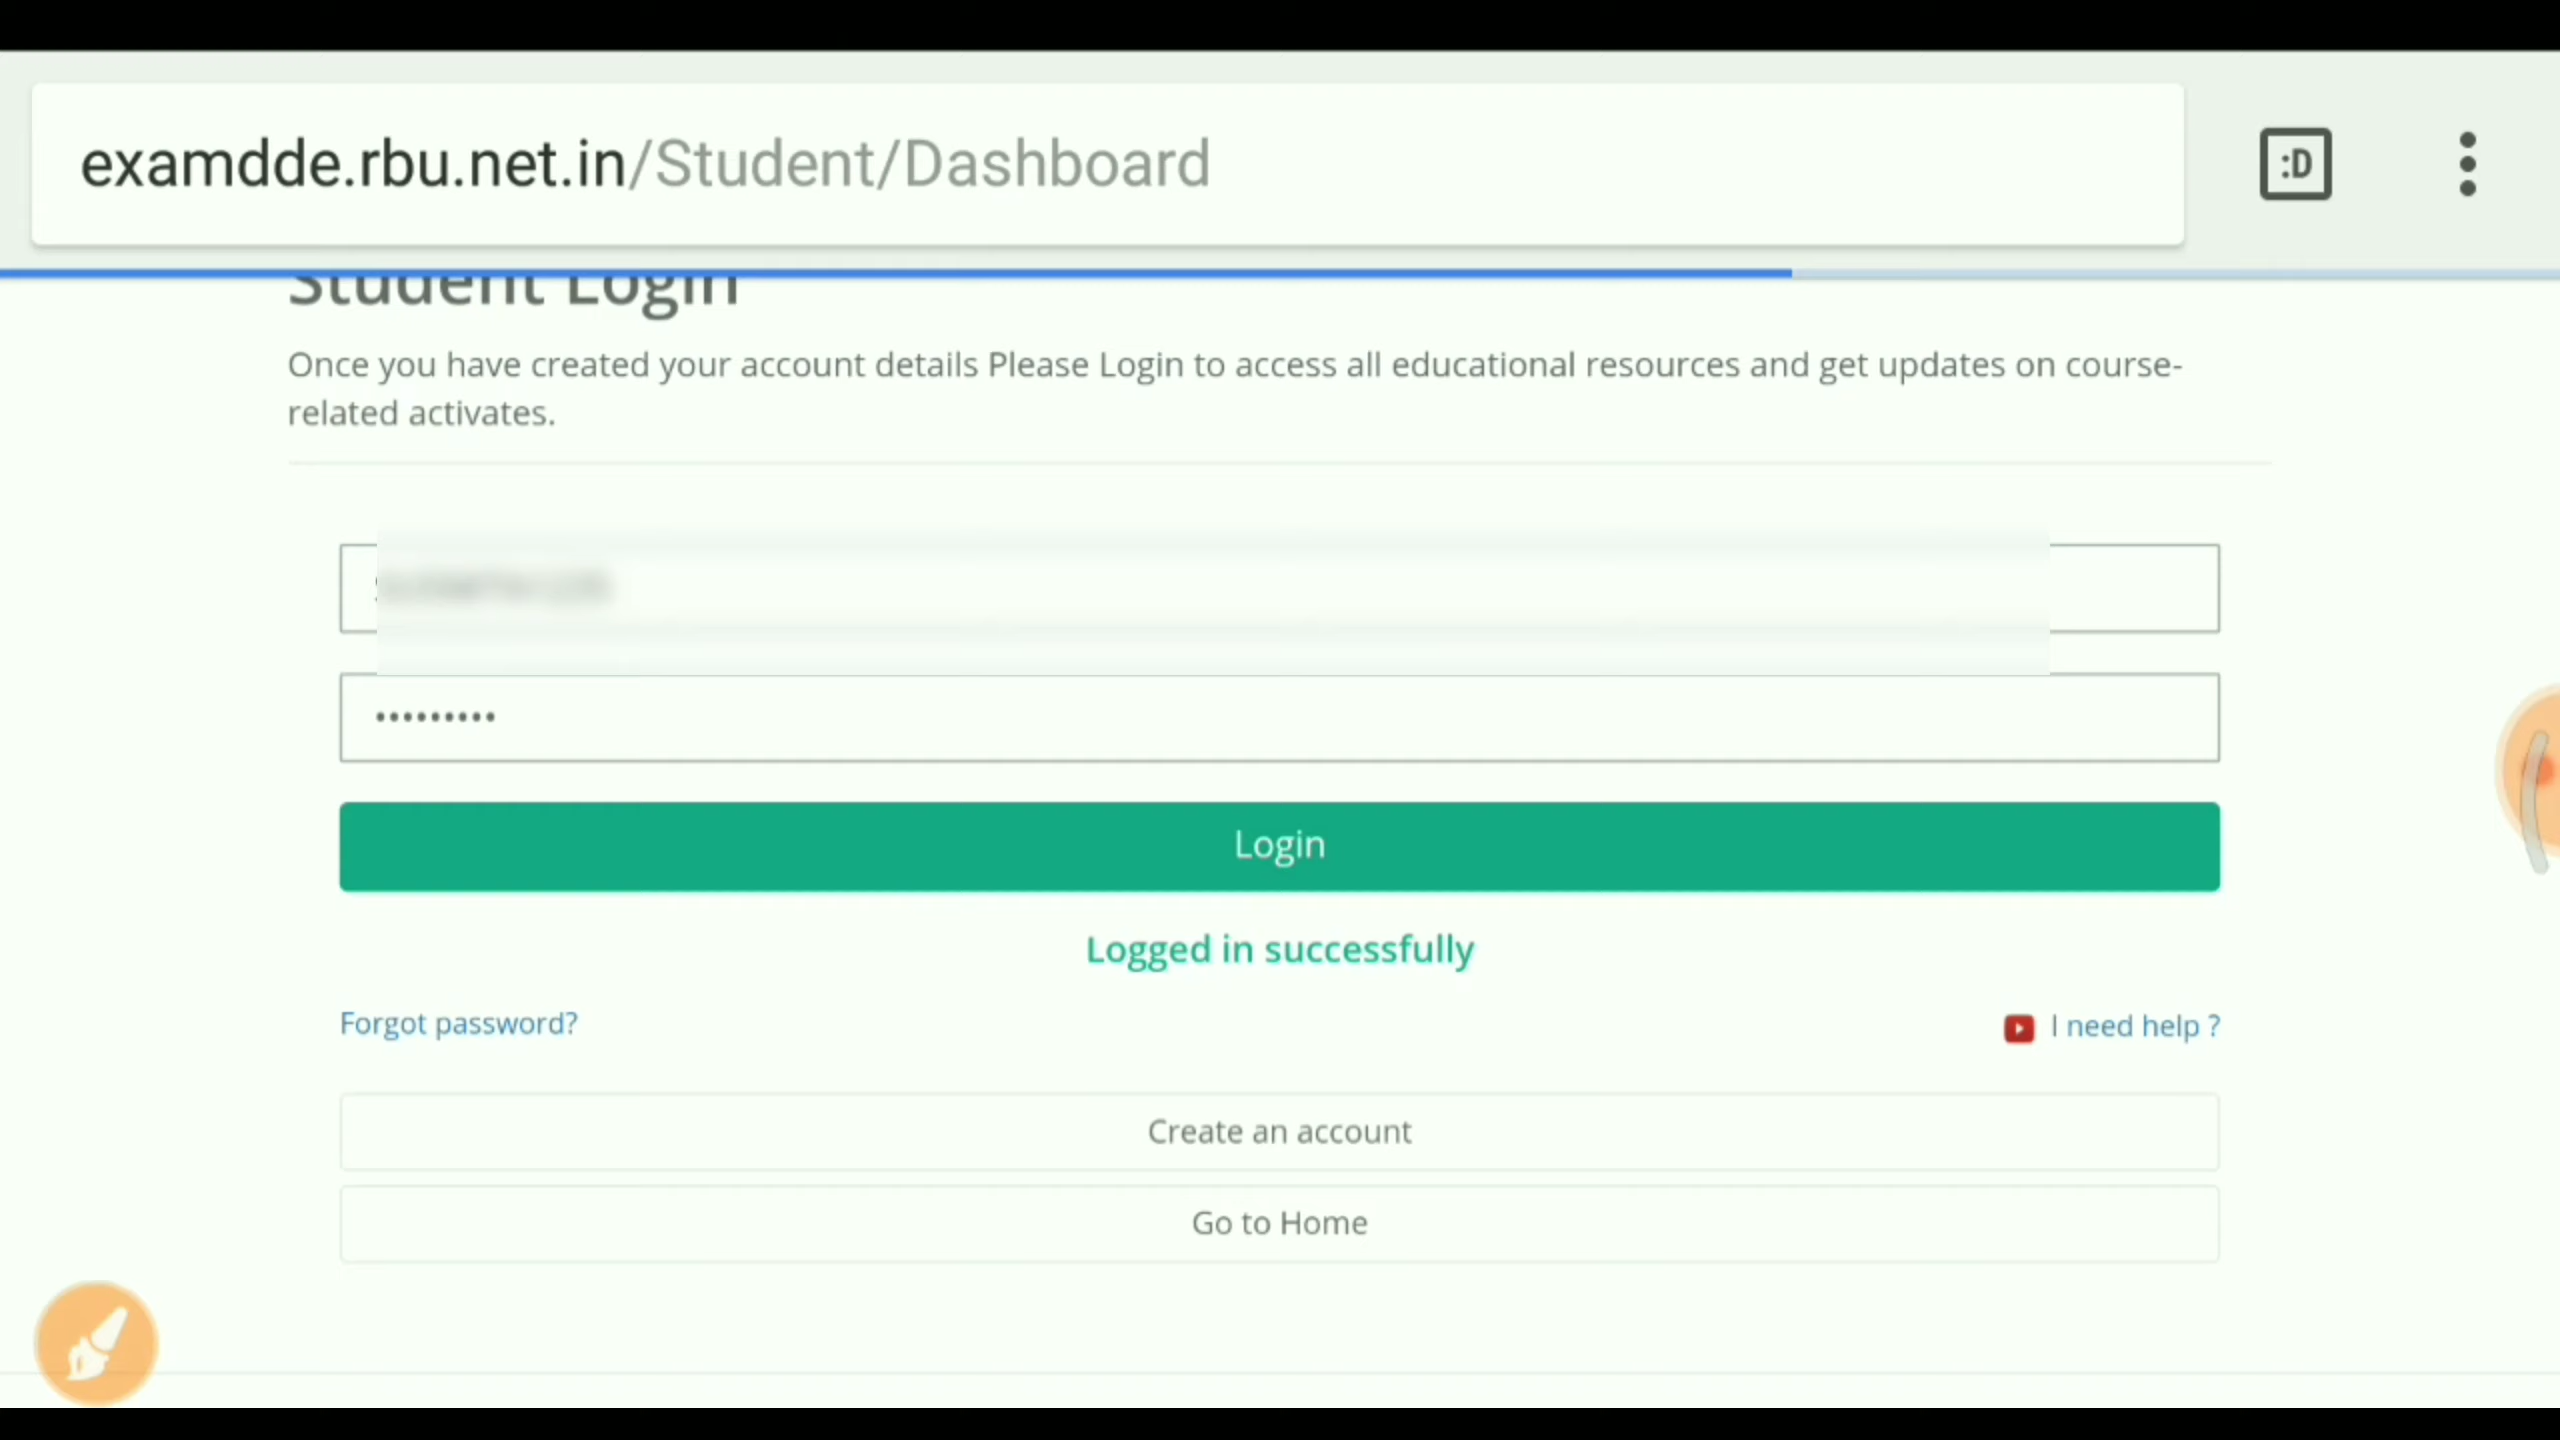 examdde.rbu.net.in/Student/Dashboard
:D
Student Login
Once you have created your account details Please Login to access all educational resources and get updates on course-
related activates.
•••••••••
Login
Logged in successfully
Forgot password?
I need help ?
Create an account
Go to Home